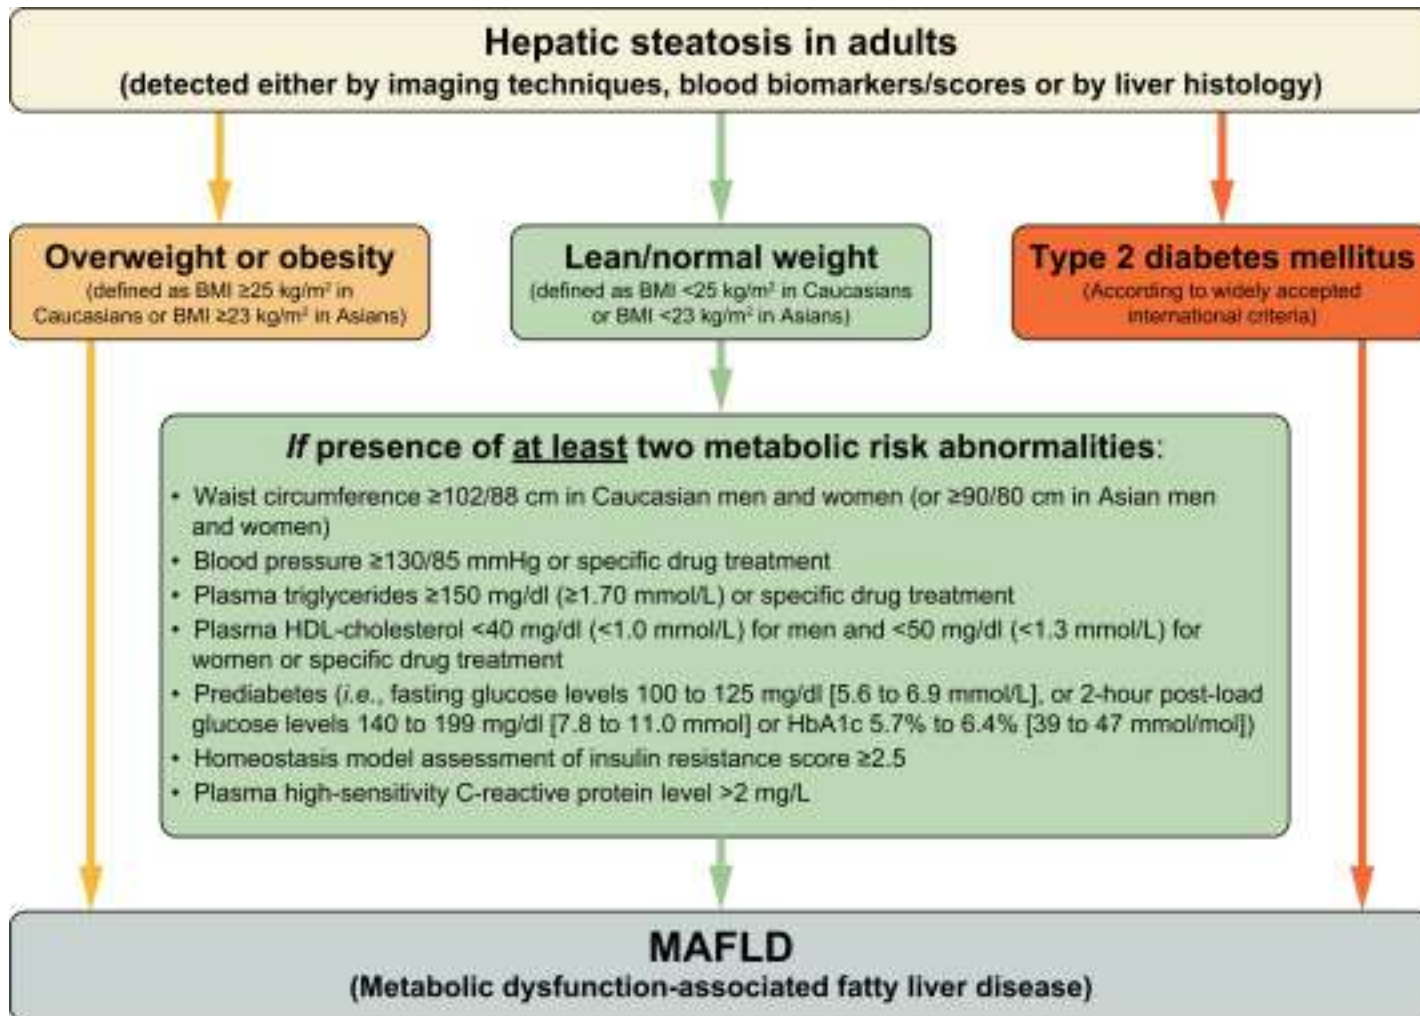 Hepatic steatosis in adults
(detected either by imaging techniques, blood biomarkers/scores or by liver histology)
Overweight or obesity
(defined as BMI ≥25 kg/m² in
Caucasians or BMI ≥23 kg/m² in Asians)
Lean/normal weight
(defined as BMI <25 kg/m² in Caucasians
or BMI <23 kg/m² in Asians)
Type 2 diabetes mellitus
(According to widely accepted
international criteria)
If presence of at least two metabolic risk abnormalities:
• Waist circumference ≥102/88 cm in Caucasian men and women (or ≥90/80 cm in Asian men
and women)
• Blood pressure ≥130/85 mmHg or specific drug treatment
• Plasma triglycerides ≥150 mg/dl (≥1.70 mmol/L) or specific drug treatment
• Plasma HDL-cholesterol <40 mg/dl (<1.0 mmol/L) for men and <50 mg/dl (<1.3 mmol/L) for
women or specific drug treatment
• Prediabetes (i.e., fasting glucose levels 100 to 125 mg/dl [5.6 to 6.9 mmol/L], or 2-hour post-load
glucose levels 140 to 199 mg/dl [7.8 to 11.0 mmol] or HbA1c 5.7% to 6.4% [39 to 47 mmol/mol])
• Homeostasis model assessment of insulin resistance score ≥2.5
• Plasma high-sensitivity C-reactive protein level >2 mg/L
MAFLD
(Metabolic dysfunction-associated fatty liver disease)